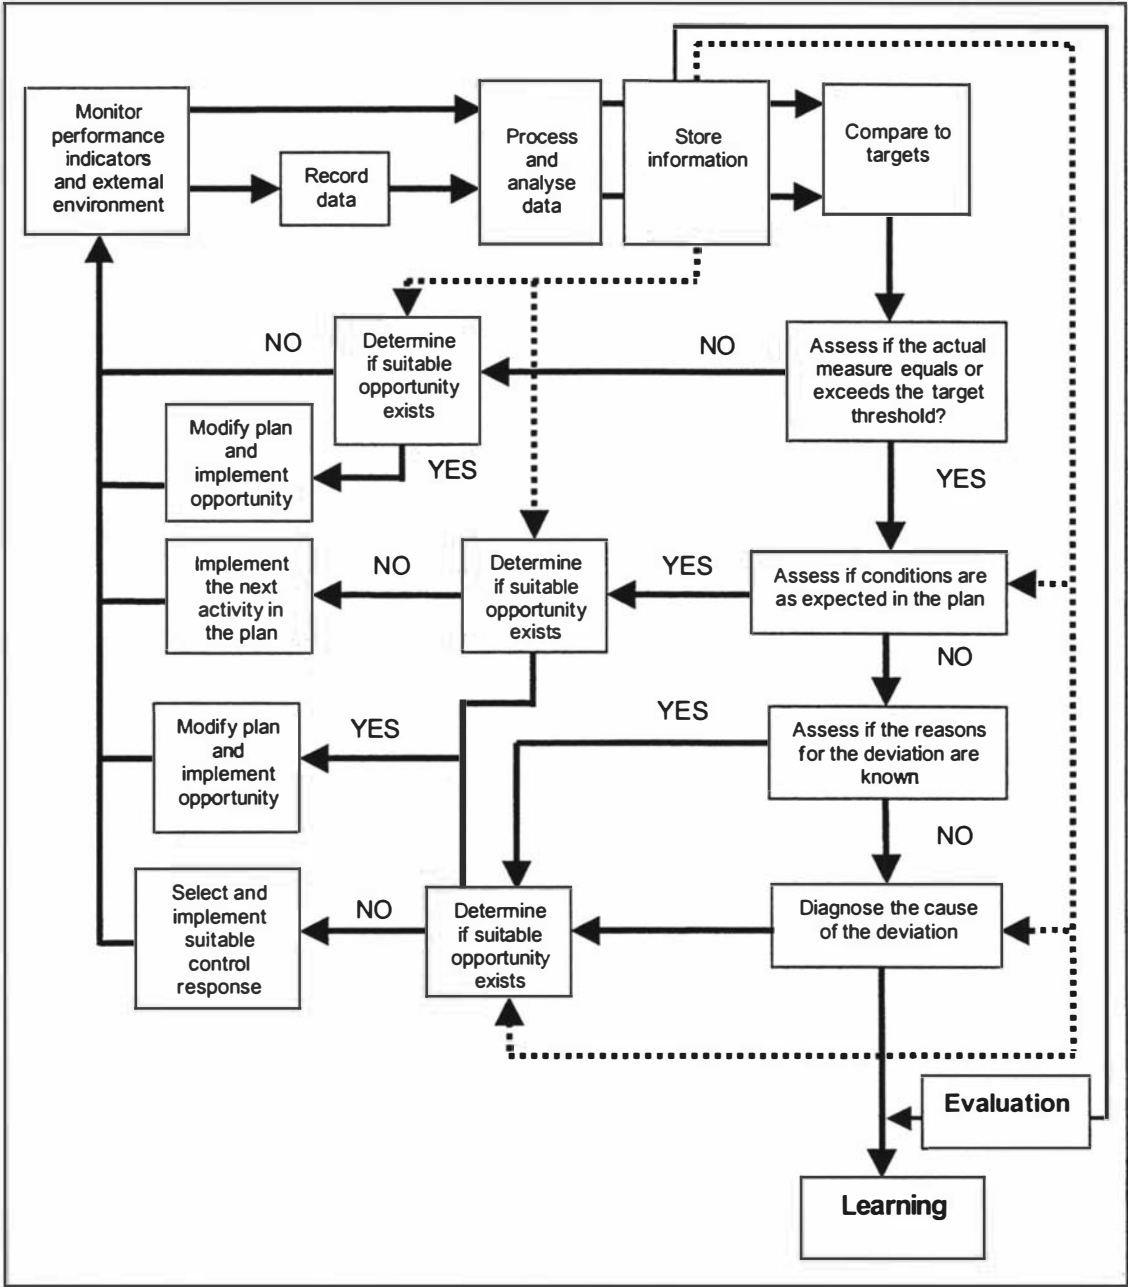 Monitor
performance
indicators
and external
environment
Record
data
Process
and
analyse
data
Store
information
Compare to
targets
NO
Determine
if suitable
opportunity
exists
NO
Assess if the actual
measure equals or
exceeds the target
threshold?
Modify plan
and
implement
opportunity
YES
YES
Implement
the next
activity in
the plan
NO
Determine
if suitable
opportunity
exists
YES
Assess if conditions are
as expected in the plan
NO
Modify plan
and
implement
opportunity
YES
YES
Assess if the reasons
for the deviation are
known
NO
Select and
implement
suitable
control
response
NO
Determine
if suitable
opportunity
exists
Diagnose the cause
of the deviation
Evaluation
Learning